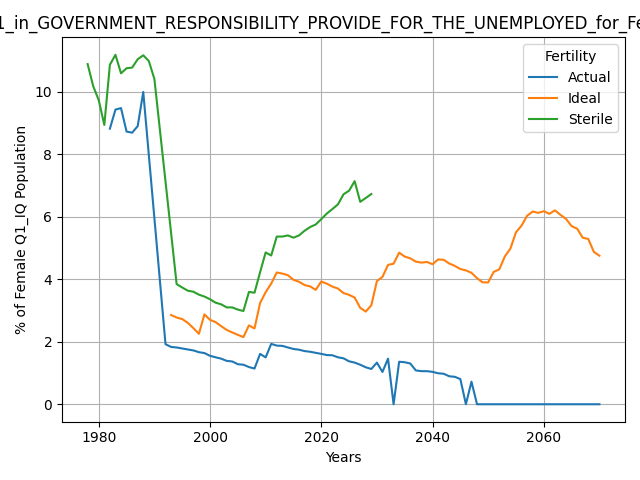 1_in_GOVERNMENT_RESPONSIBILITY_PROVIDE_FOR_THE_UNEMPLOYED_for_Fe
Fertility
Actual
Ideal
Sterile
% of Female Q1_IQ Population
10
8
6
4
2
0
1980 2000 2020 2040 2060
Years